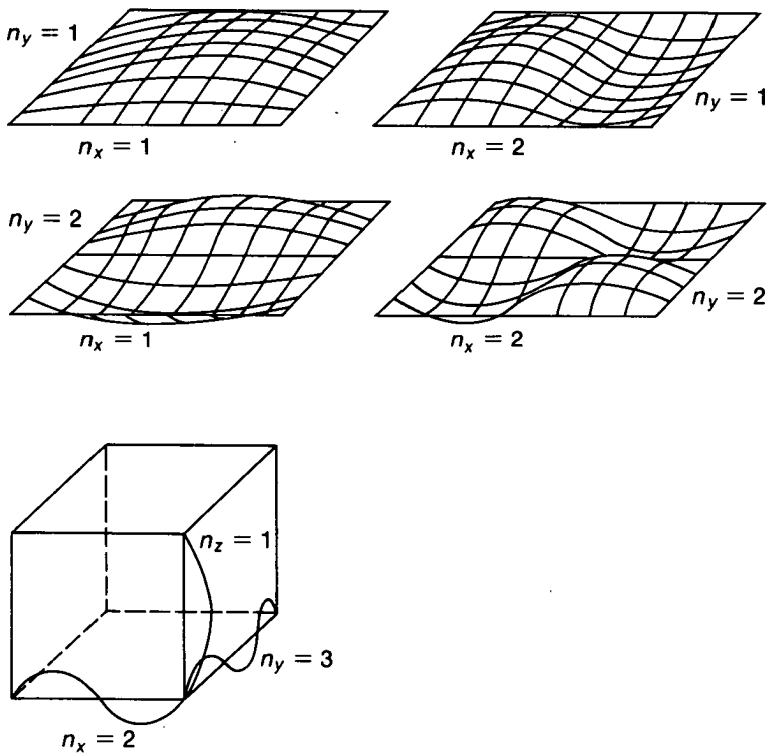 n_y = 1
n_x = 1
n_x = 2
n_y = 1
n_y = 2
n_x = 1
n_x = 2
n_y = 2
n_z = 1
n_y = 3
n_x = 2